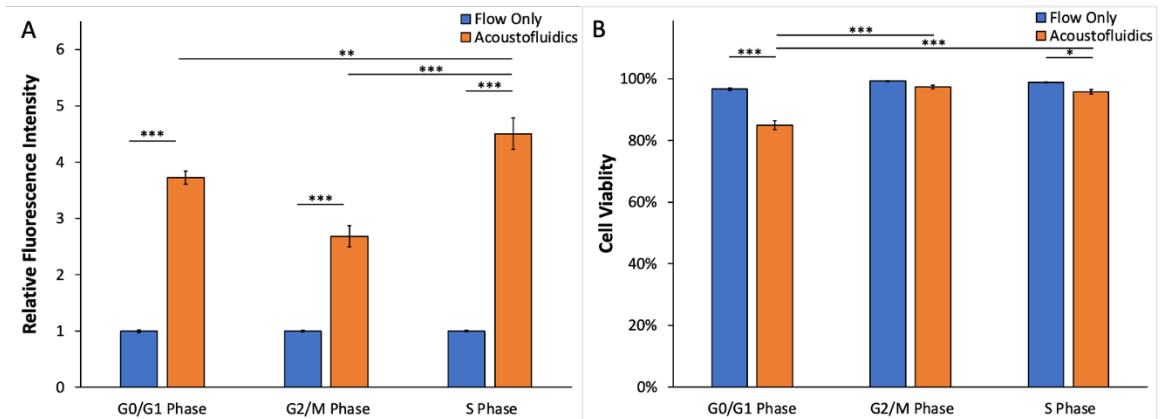 A
Flow Only
Acoustofluidics
Relative Fluorescence Intensity
6
5
4
3
2
1
0
**
***
***
***
***
G0/G1 Phase
G2/M Phase
S Phase
B
Flow Only
Acoustofluidics
Cell Viablity
100%
80%
60%
40%
20%
0%
***
***
***
*
G0/G1 Phase
G2/M Phase
S Phase